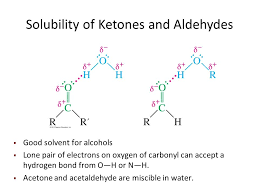 Solubility of Ketones and Aldehydes
δ− δ−
O O
δ+ δ+ δ+ δ+
H H H H
δ− δ−
O O
δ+ δ+
C C
R R′ R H
• Good solvent for alcohols
• Lone pair of electrons on oxygen of carbonyl can accept a
hydrogen bond from O—H or N—H.
• Acetone and acetaldehyde are miscible in water.